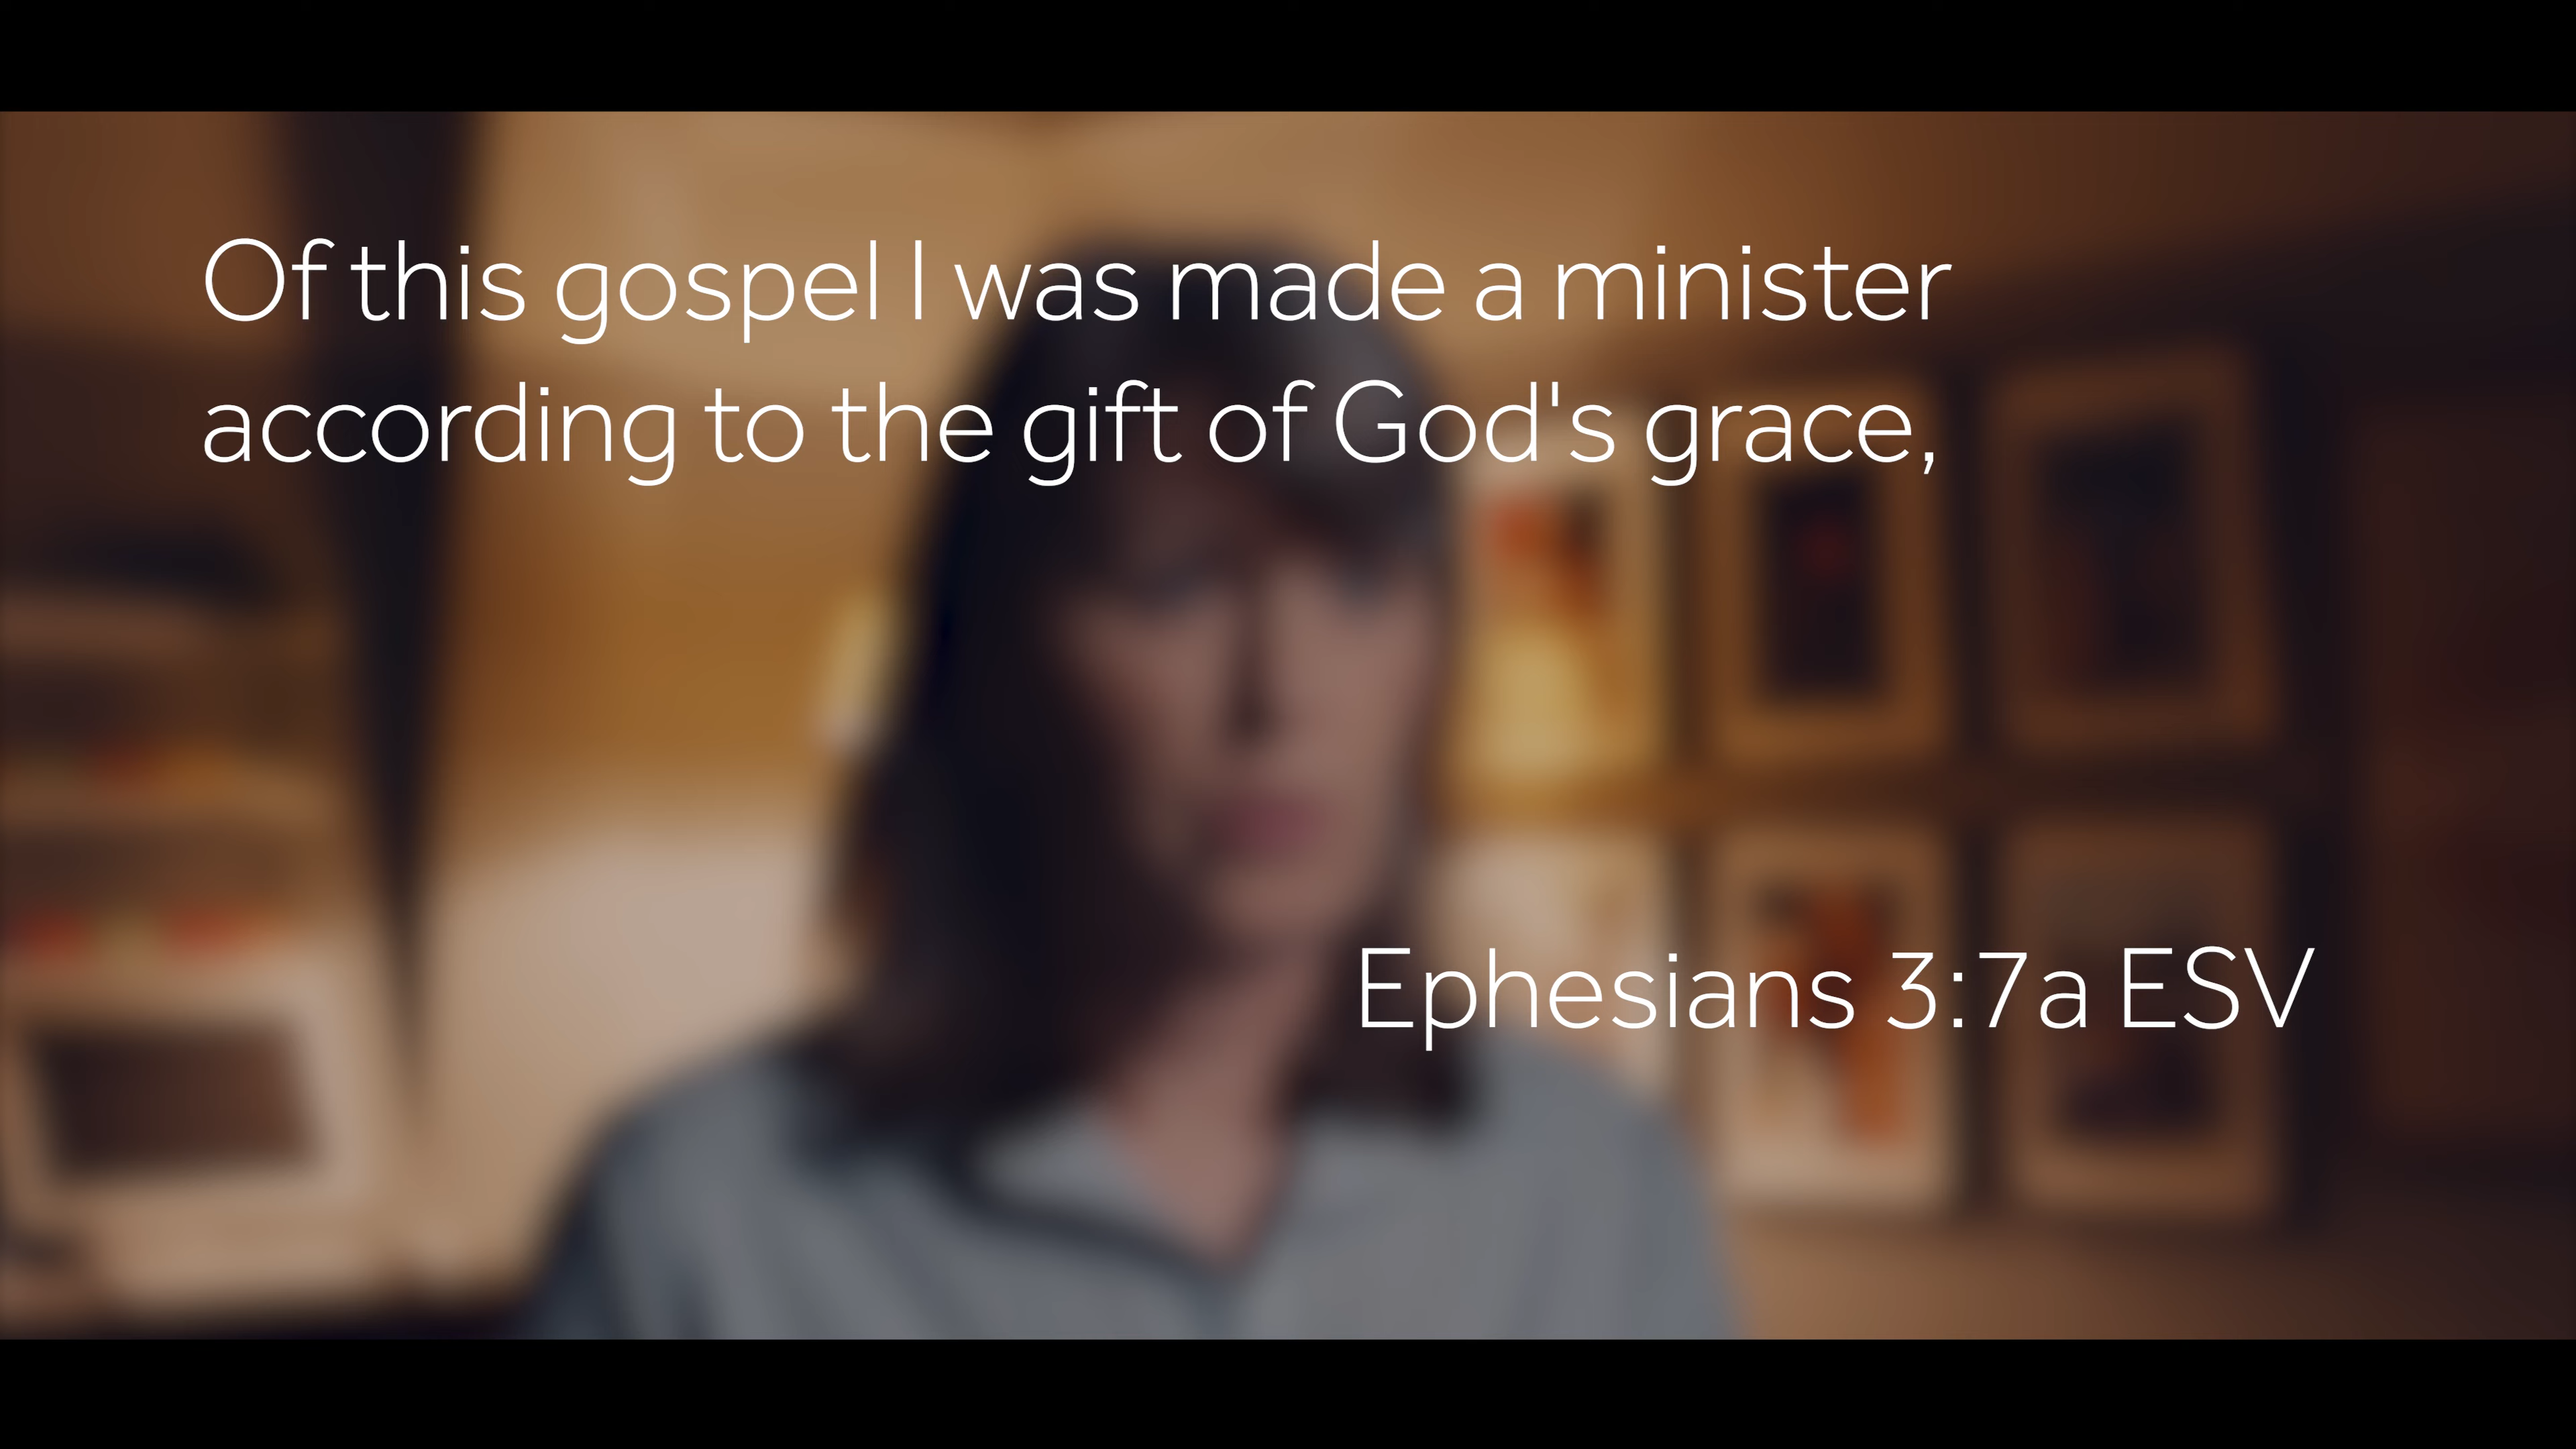 Of this gospel I was made a minister
according to the gift of God's grace,
Ephesians 3:7a ESV